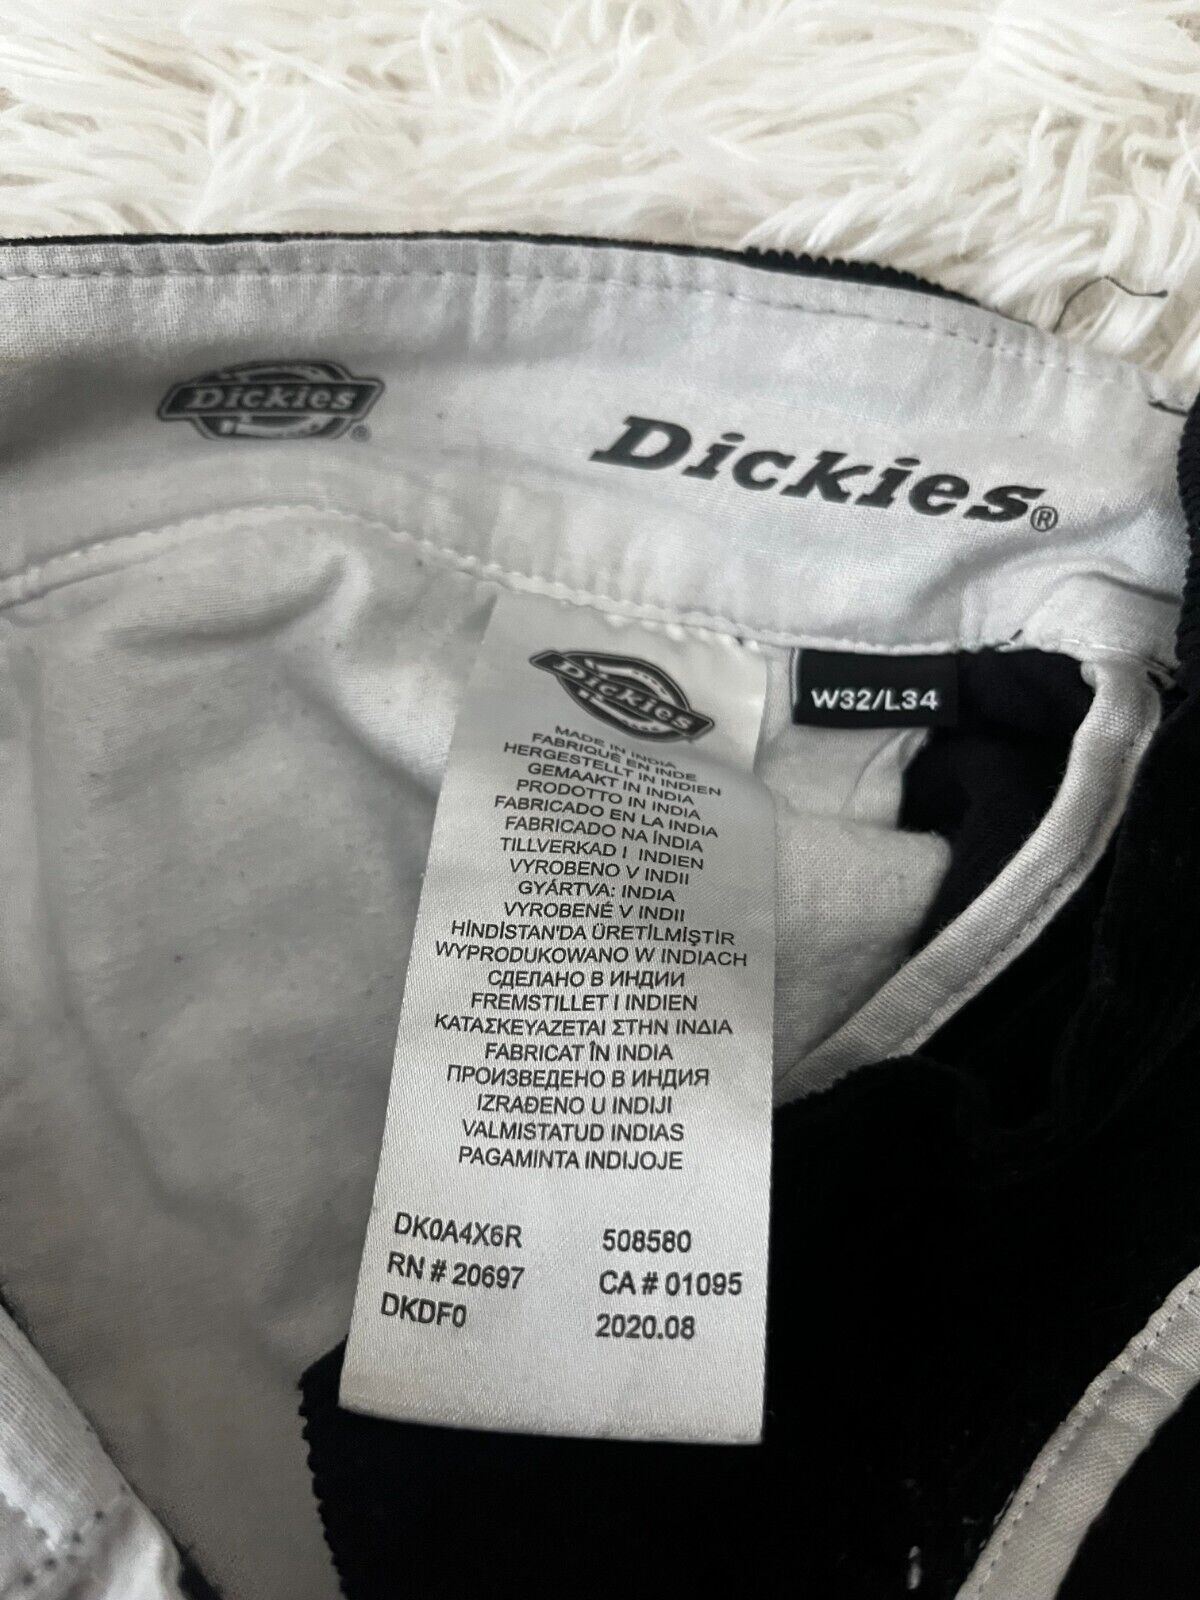 Dickies
®
Dickies®
W32/L34
Dickies
MADE IN INDIA
FABRIQUÉ EN INDE
HERGESTELLT IN INDIEN
GEMAAKT IN INDIA
PRODOTTO IN INDIA
FABRICADO EN LA INDIA
FABRICADO NA ÍNDIA
TILLVERKAD I INDIEN
VYROBENO V INDII
GYÁRTVA: INDIA
VYROBENÉ V INDII
HİNDİSTAN'DA ÜRETİLMİŞTİR
WYPRODUKOWANO W INDIACH
СДЕЛАНО В ИНДИИ
FREMSTILLET I INDIEN
ΚΑΤΑΣΚΕΥΑΖΕΤΑΙ ΣΤΗΝ ΙΝΔΙΑ
FABRICAT ÎN INDIA
ПРОИЗВЕДЕНО В ИНДИЯ
IZRAĐENO U INDIJI
VALMISTATUD INDIAS
PAGAMINTA INDIJOJE
DK0A4X6R 508580
RN # 20697 CA # 01095
DKDF0 2020.08